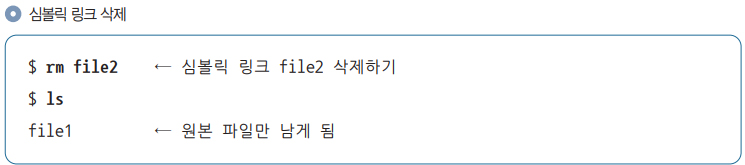 심볼릭 링크 삭제
$ rm file2 ← 심볼릭 링크 file2 삭제하기
$ ls
file1 ← 원본 파일만 남게 됨